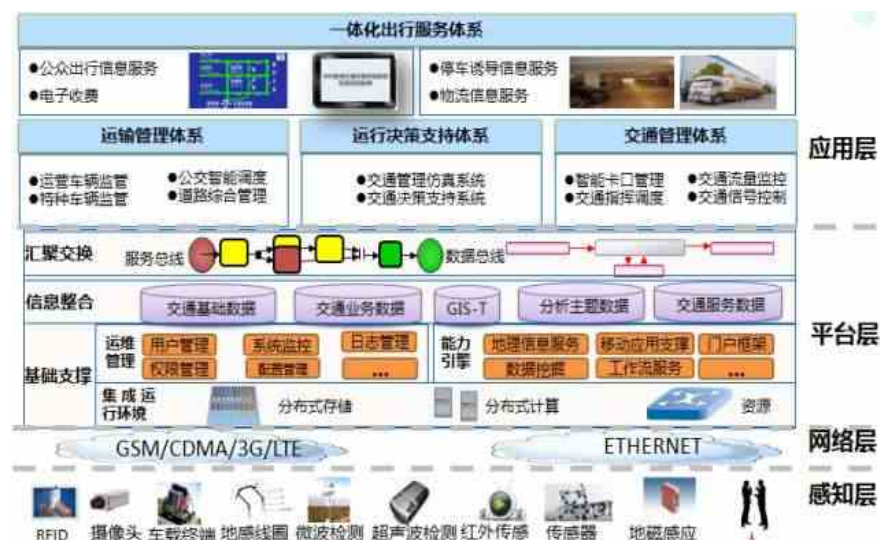 一体化出行服务体系
●公众出行信息服务
●电子收费
●停车诱导信息服务
●物流信息服务
运输管理体系
●运营车辆监管
●特种车辆监管
●公交智能调度
●道路综合管理
运行决策支持体系
●交通管理仿真系统
●交通决策支持系统
交通管理体系
●智能卡口管理
●交通指挥调度
●交通流量监控
●交通信号控制
应用层
汇聚交换
服务总线
数据总线
信息整合
交通基础数据
交通业务数据
GIS-T
分析主题数据
交通服务数据
平台层
基础支撑
运维
管理
用户管理
系统监控
日志管理
权限管理
配置管理
...
能力
引擎
地理信息服务
移动应用支撑
门户框架
数据挖掘
工作流服务
...
集成运
行环境
分布式存储
分布式计算
资源
GSM/CDMA/3G/LTE
ETHERNET
网络层
感知层
RFID
摄像头
车载终端
地感线圈
微波检测
超声波检测
红外传感
传感器
地磁感应